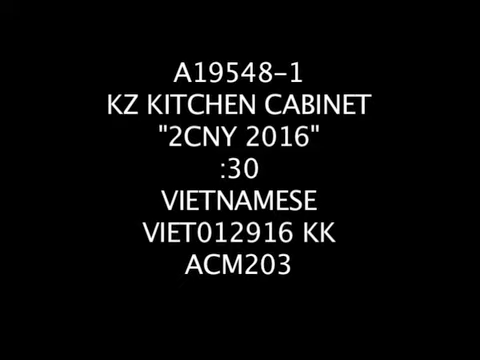 A19548-1
KZ KITCHEN CABINET
"2CNY 2016"
:30
VIETNAMESE
VIET012916 KK
ACM203